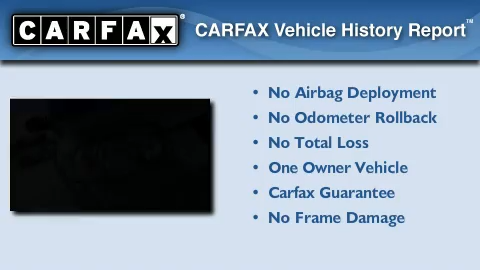 CARFAX® CARFAX Vehicle History Report™
• No Airbag Deployment
• No Odometer Rollback
• No Total Loss
• One Owner Vehicle
• Carfax Guarantee
• No Frame Damage